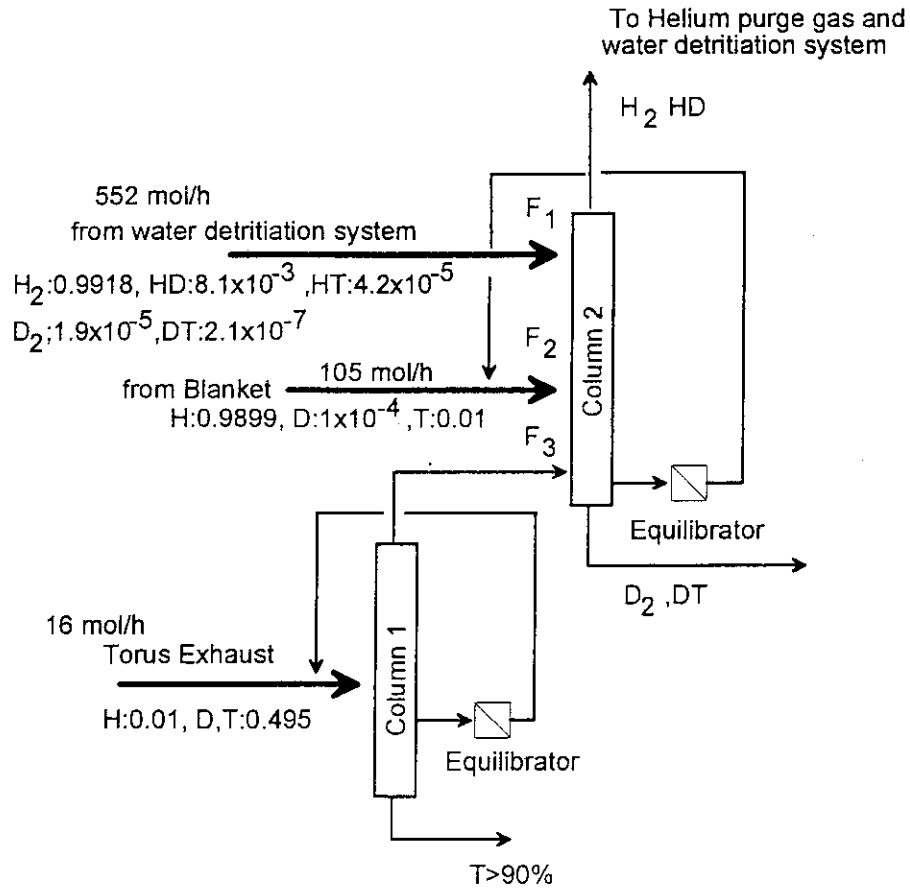 To Helium purge gas and
water detritiation system
H2 HD
552 mol/h
from water detritiation system
F1
H2:0.9918, HD:8.1x10-3 ,HT:4.2x10-5
D2;1.9x10-5,DT:2.1x10-7
F2
Column 2
105 mol/h
from Blanket
H:0.9899, D:1x10-4 ,T:0.01
F3
Equilibrator
D2 ,DT
16 mol/h
Torus Exhaust
Column 1
H:0.01, D,T:0.495
Equilibrator
T>90%